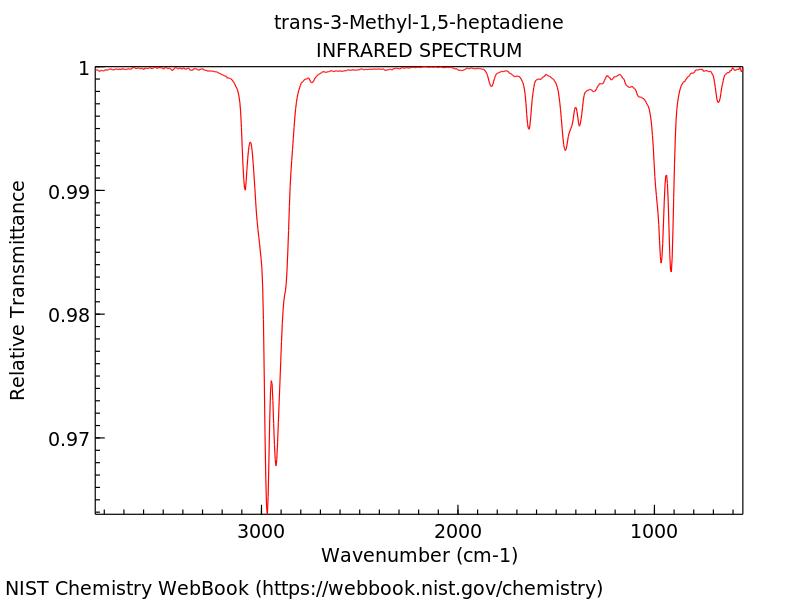 trans-3-Methyl-1,5-heptadiene
INFRARED SPECTRUM
1
0.99
0.98
0.97
Relative Transmittance
3000 2000 1000
Wavenumber (cm-1)
NIST Chemistry WebBook (https://webbook.nist.gov/chemistry)